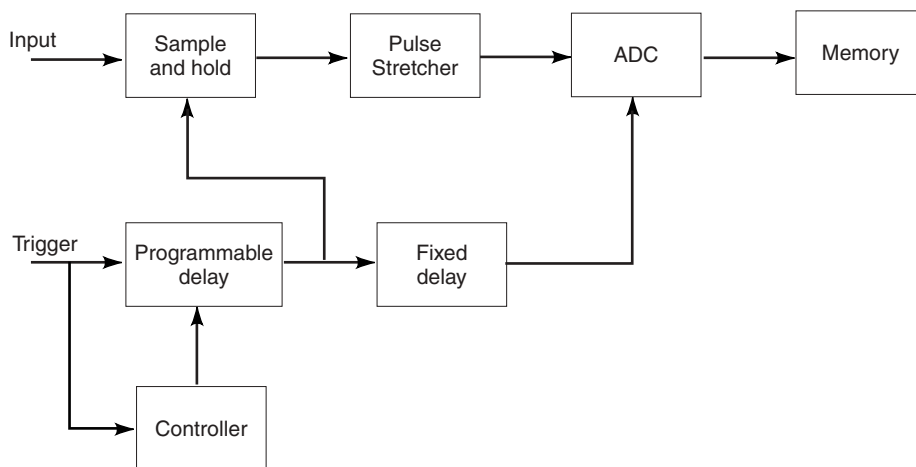 Input
Sample
and hold
Pulse
Stretcher
ADC
Memory
Trigger
Programmable
delay
Fixed
delay
Controller